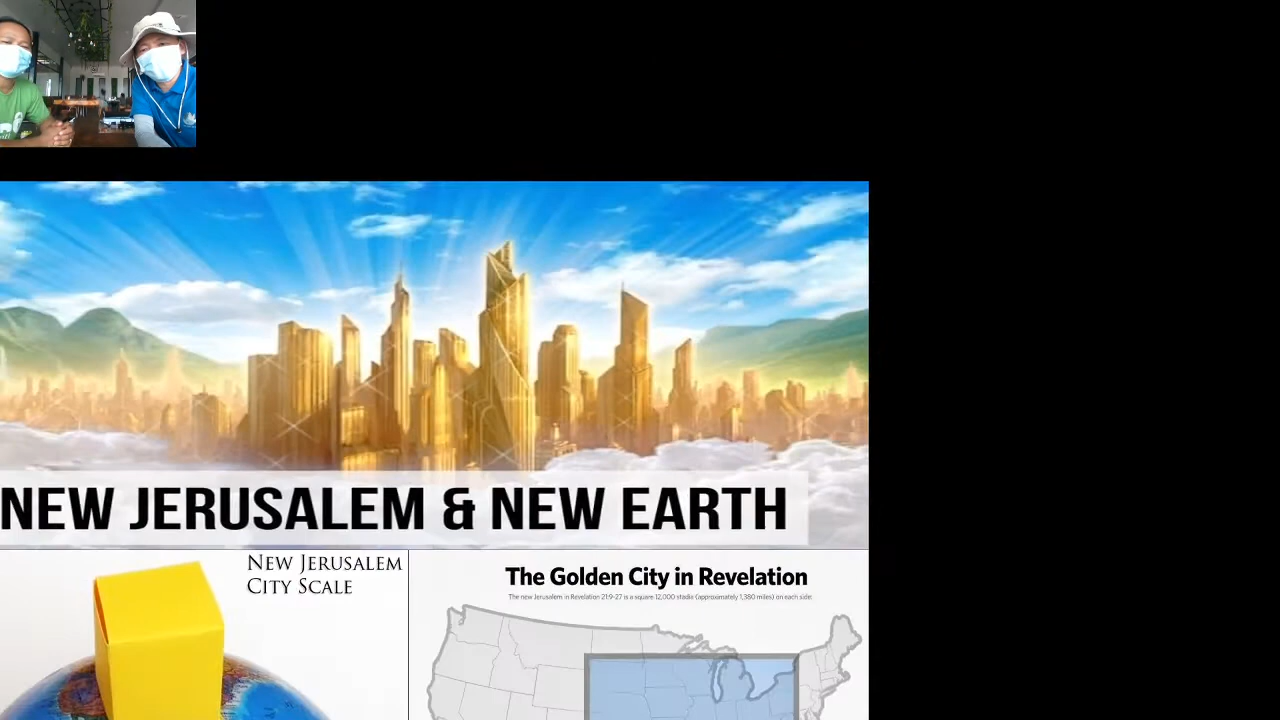 NEW JERUSALEM & NEW EARTH
NEW JERUSALEM
CITY SCALE
The Golden City in Revelation
The new Jerusalem in Revelation 21:9-27 is a square 12,000 stadia (approximately 1,380 miles) on each side.